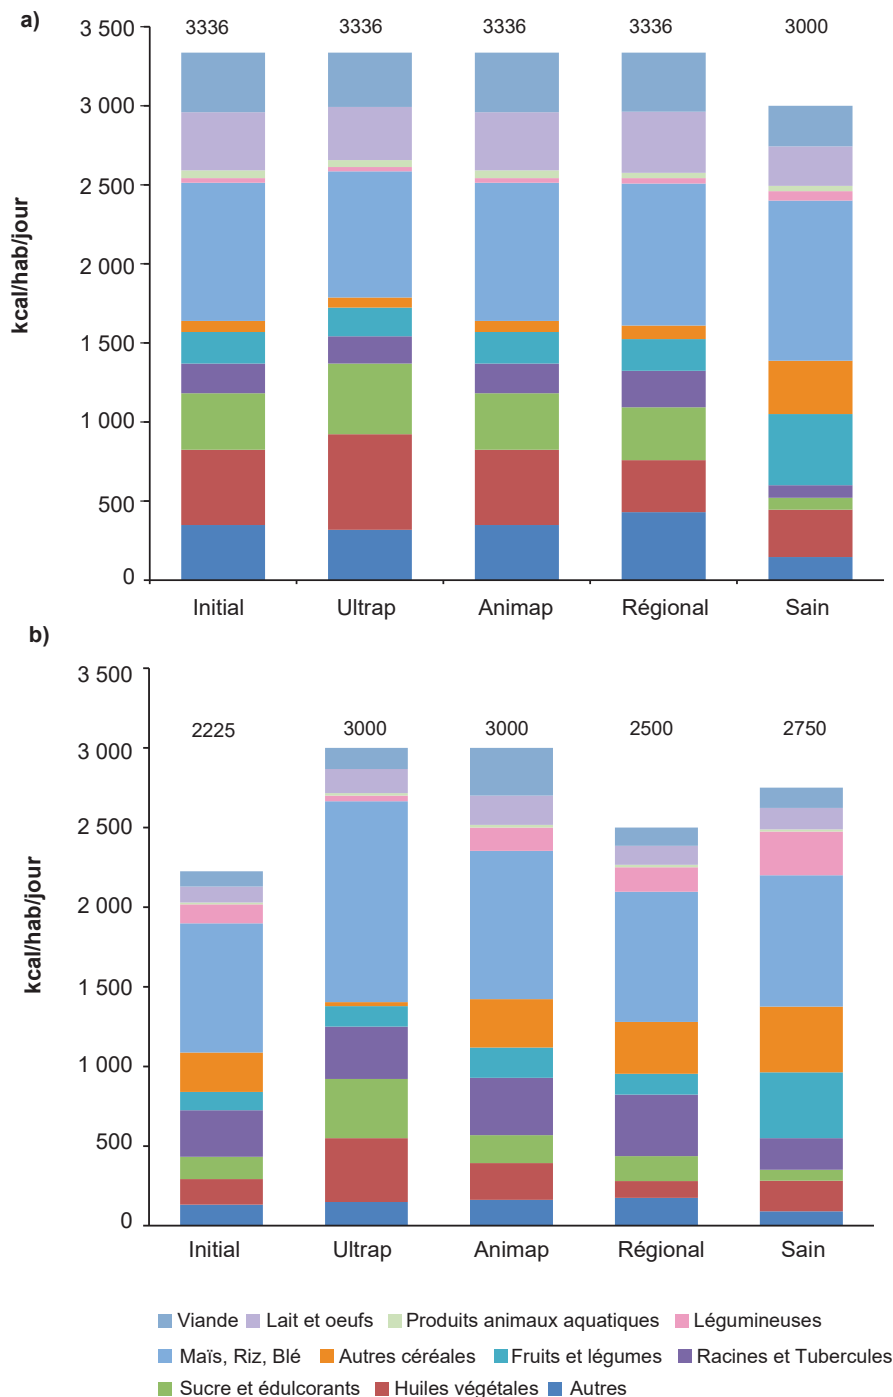 a)
3336 3336 3336 3336 3000
kcal/hab/jour
3 500
3 000
2 500
2 000
1 500
1 000
500
0
Initial Ultrap Animap Régional Sain
b)
2225 3000 3000 2500 2750
kcal/hab/jour
3 500
3 000
2 500
2 000
1 500
1 000
500
0
Initial Ultrap Animap Régional Sain
Viande Lait et oeufs Produits animaux aquatiques Légumineuses
Maïs, Riz, Blé Autres céréales Fruits et légumes Racines et Tubercules
Sucre et édulcorants Huiles végétales Autres